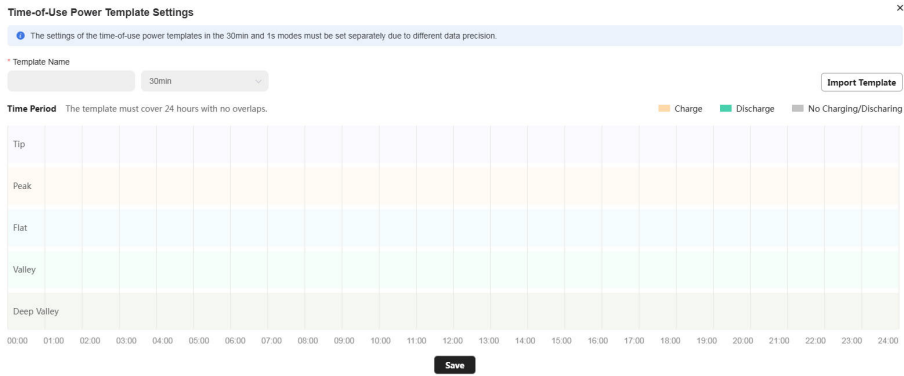 Time-of-Use Power Template Settings
The settings of the time-of-use power templates in the 30min and 1s modes must be set separately due to different data precision.
* Template Name
30min
Import Template
Time Period The template must cover 24 hours with no overlaps. Charge Discharge No Charging/Discharing
Tip
Peak
Flat
Valley
Deep Valley
00:00 01:00 02:00 03:00 04:00 05:00 06:00 07:00 08:00 09:00 10:00 11:00 12:00 13:00 14:00 15:00 16:00 17:00 18:00 19:00 20:00 21:00 22:00 23:00 24:00
Save